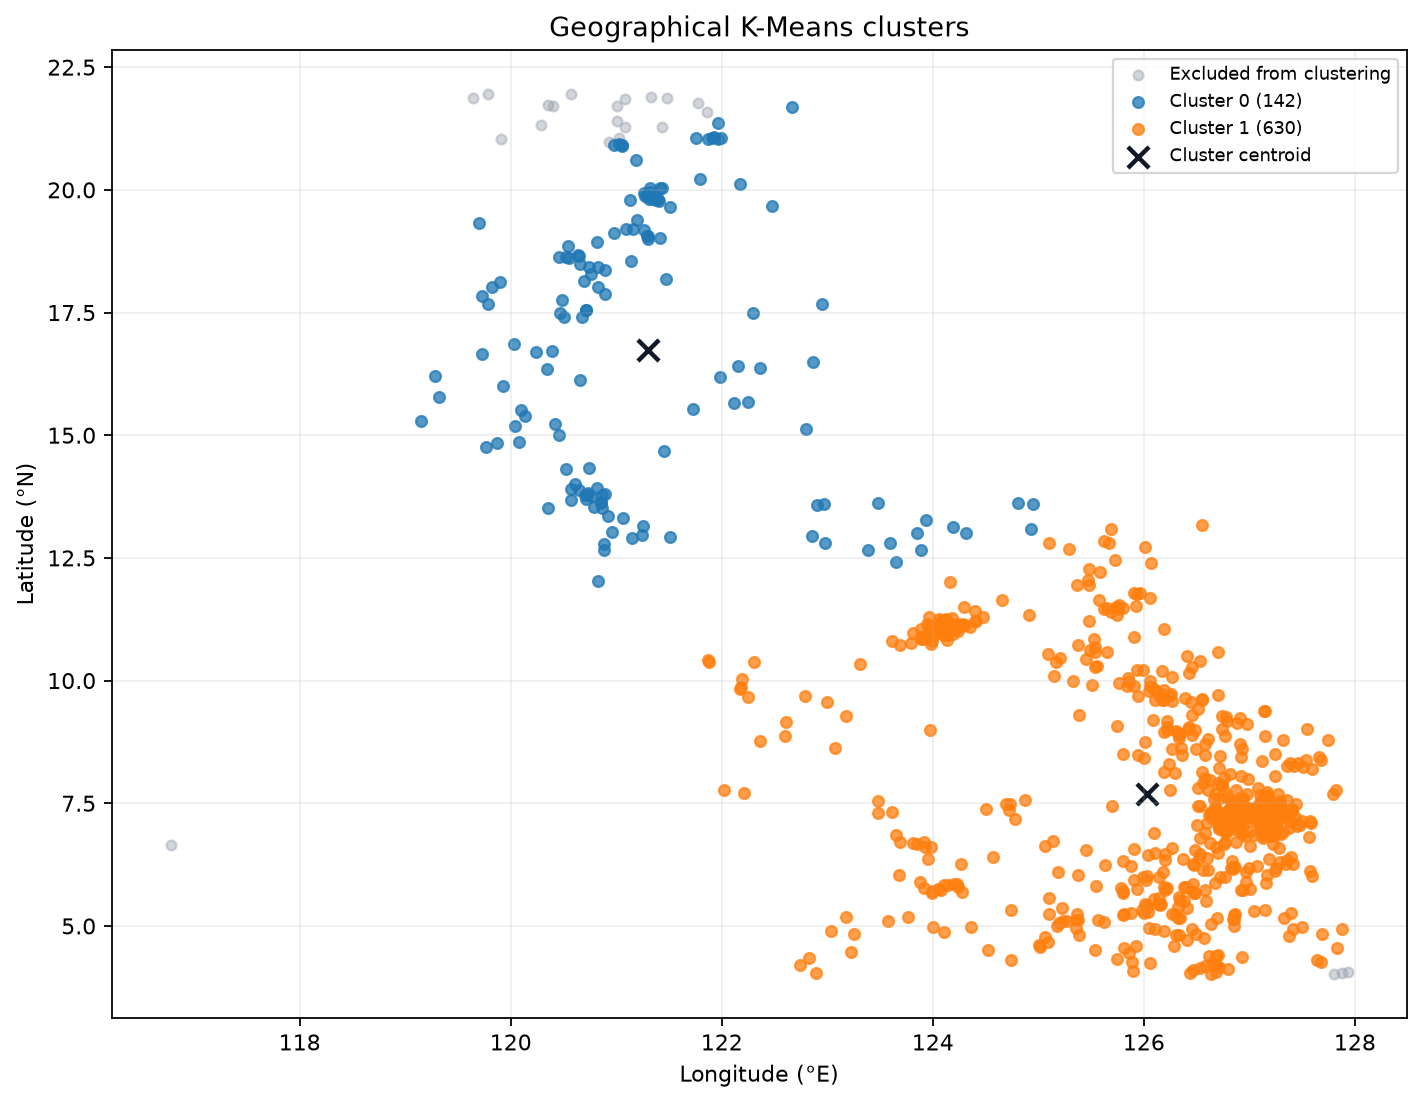 Geographical K-Means clusters
Excluded from clustering
Cluster 0 (142)
Cluster 1 (630)
Cluster centroid
22.5
20.0
17.5
15.0
12.5
10.0
7.5
5.0
Latitude (°N)
118
120
122
124
126
128
Longitude (°E)